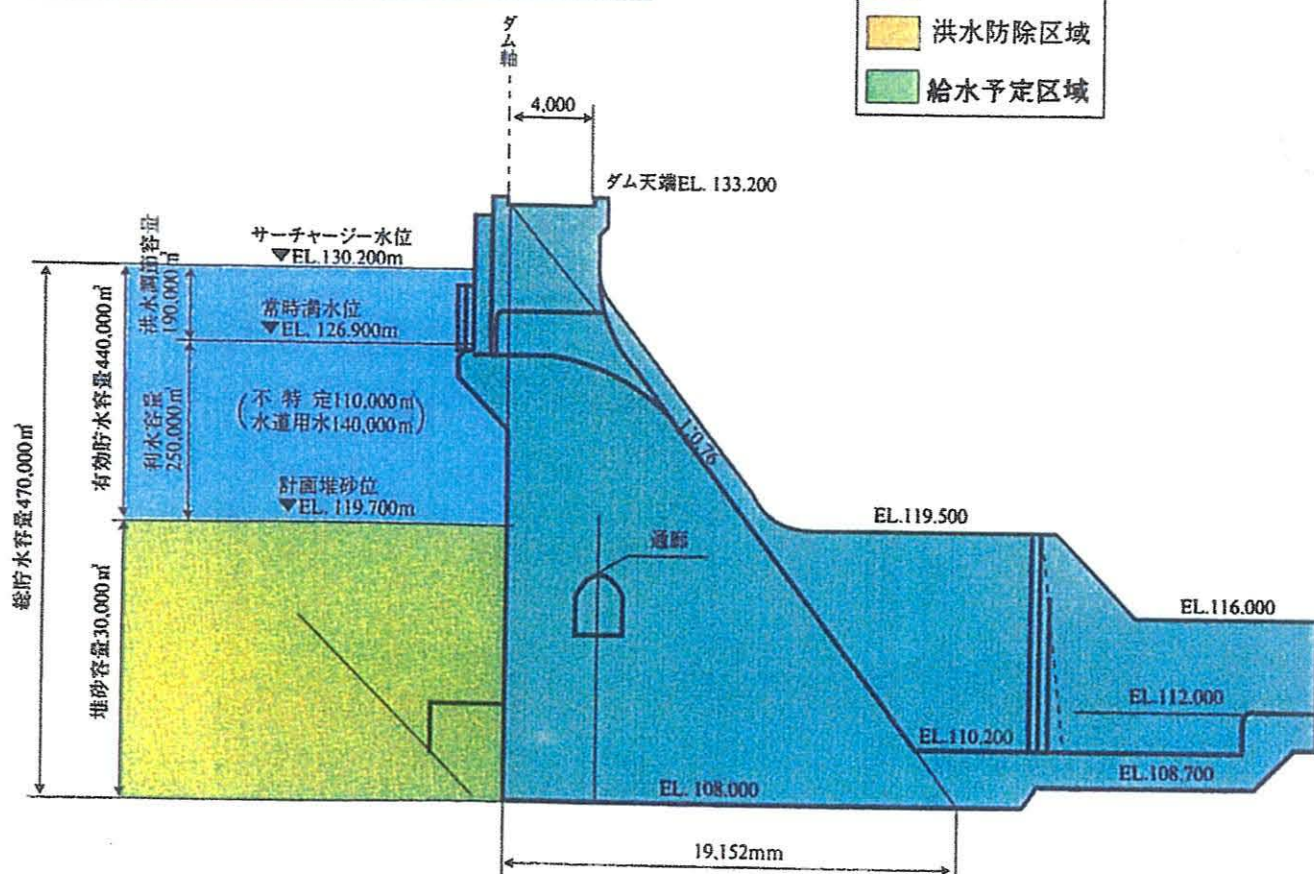 洪水防除区域
給水予定区域
ダム軸
4,000
ダム天端EL. 133.200
サーチャージー水位
▼EL.130.200m
洪水調節容量
190,000㎥
常時満水位
▼EL. 126.900m
有効貯水容量440,000㎥
利水容量
250,000㎥
(不特定110,000㎥
水道用水140,000㎥)
総貯水容量470,000㎥
計画堆砂位
▼EL. 119.700m
堆砂容量30,000㎥
1:0.76
通廊
EL.119.500
EL.116.000
EL.112.000
EL.110.200
EL.108.700
EL. 108.000
19,152mm